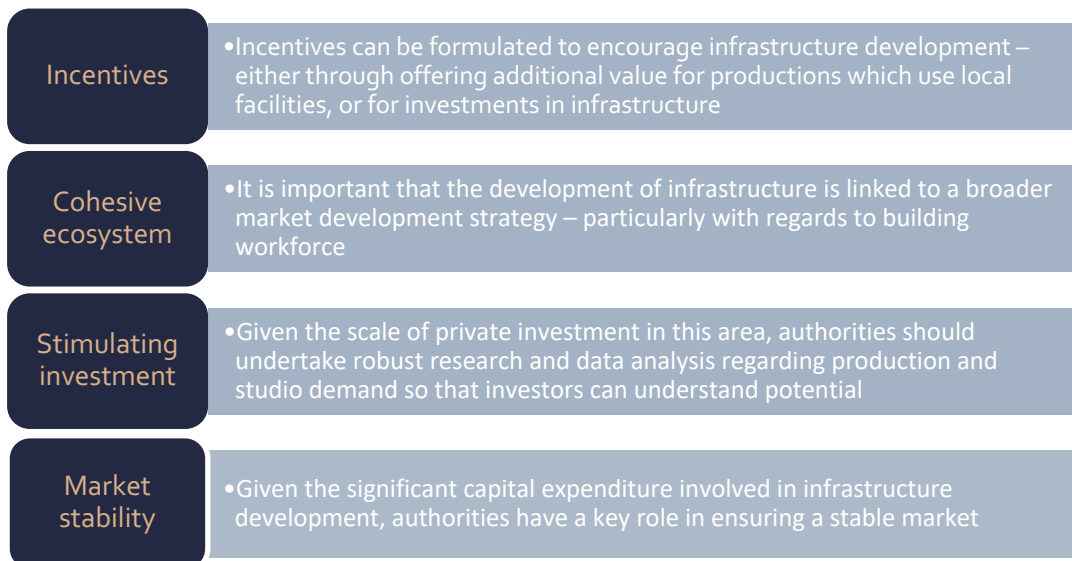 Incentives
•Incentives can be formulated to encourage infrastructure development –
either through offering additional value for productions which use local
facilities, or for investments in infrastructure
Cohesive
ecosystem
•It is important that the development of infrastructure is linked to a broader
market development strategy – particularly with regards to building
workforce
Stimulating
investment
•Given the scale of private investment in this area, authorities should
undertake robust research and data analysis regarding production and
studio demand so that investors can understand potential
Market
stability
•Given the significant capital expenditure involved in infrastructure
development, authorities have a key role in ensuring a stable market